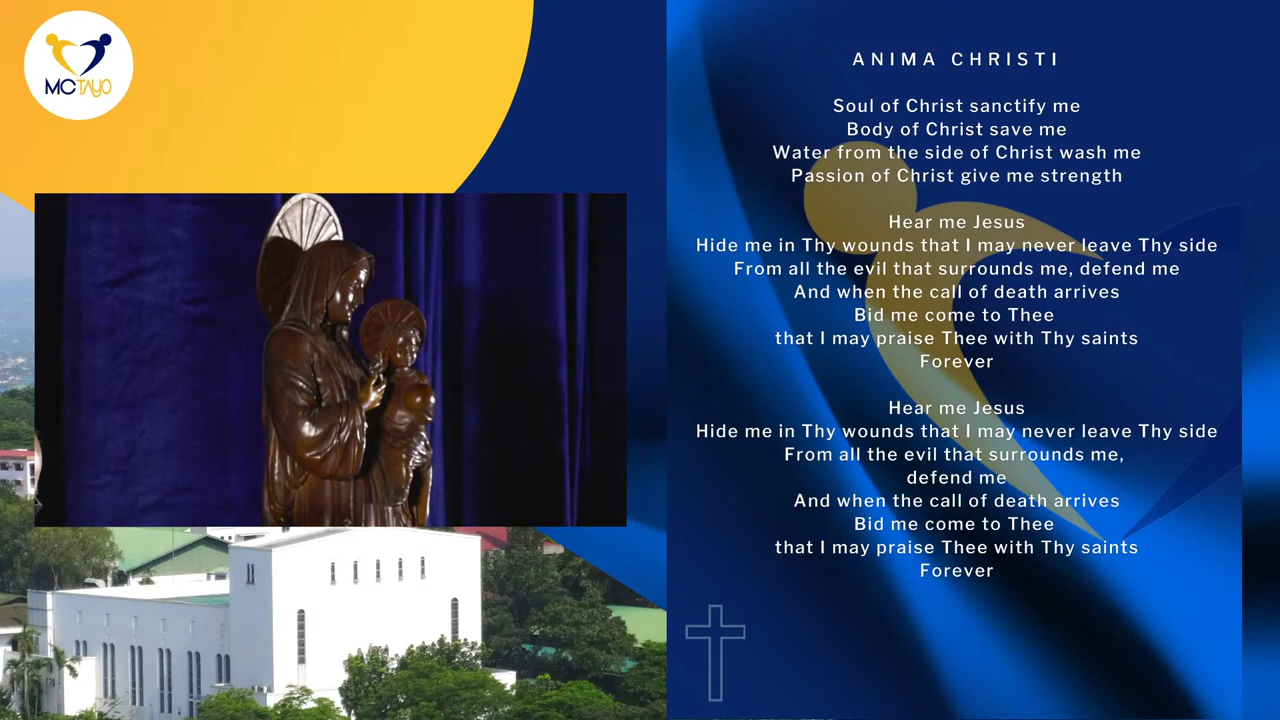 MCTAYO
ANIMA CHRISTI
Soul of Christ sanctify me
Body of Christ save me
Water from the side of Christ wash me
Passion of Christ give me strength
Hear me Jesus
Hide me in Thy wounds that I may never leave Thy side
From all the evil that surrounds me, defend me
And when the call of death arrives
Bid me come to Thee
that I may praise Thee with Thy saints
Forever
Hear me Jesus
Hide me in Thy wounds that I may never leave Thy side
From all the evil that surrounds me,
defend me
And when the call of death arrives
Bid me come to Thee
that I may praise Thee with Thy saints
Forever